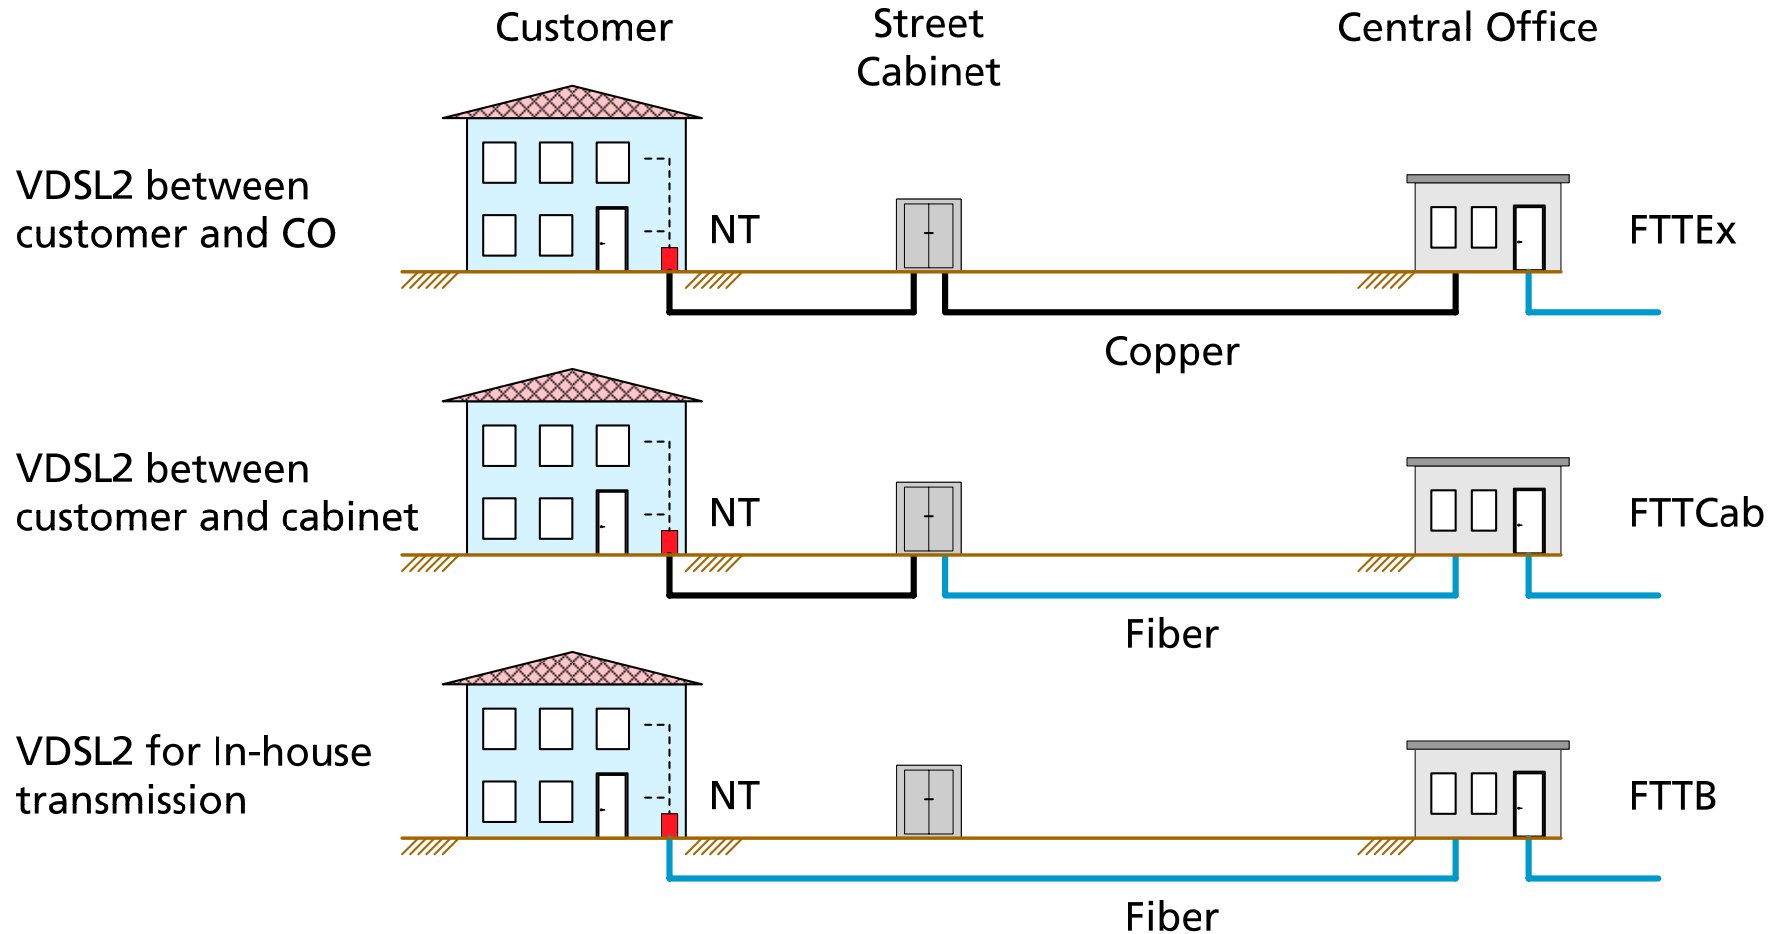 Customer
Street
Cabinet
Central Office
VDSL2 between
customer and CO
NT
FTTEx
Copper
VDSL2 between
customer and cabinet
NT
FTTCab
Fiber
VDSL2 for In-house
transmission
NT
FTTB
Fiber